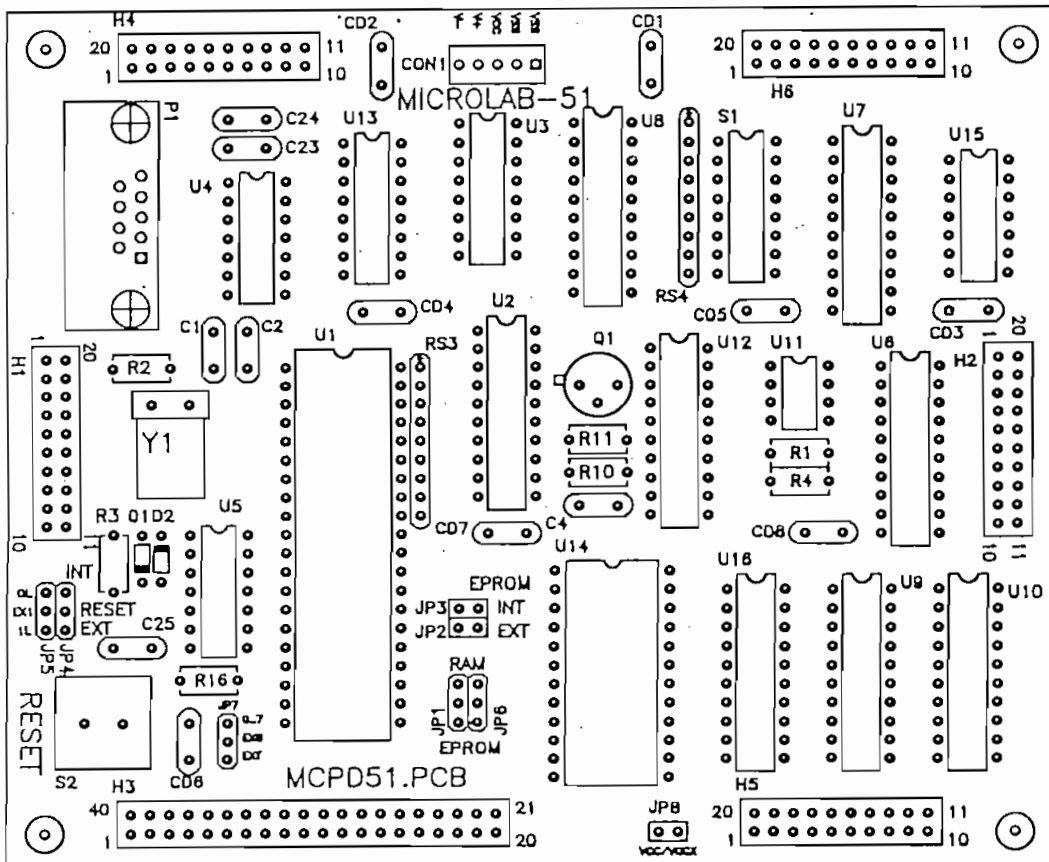 H4
CD2
CD1
20
11
1
10
CON1
20
11
1
10
H6
MICROLAB-51
P1
C24
C23
U13
U3
U8
S1
U7
U15
U4
RS4
CD4
CD5
CD3
C1
C2
U1
RS3
U2
Q1
U12
U11
U6
H2
1
20
H1
1
20
R2
Y1
R11
R10
R1
R4
C4
CD7
CD8
10
11
R3
Q1
D2
U5
10
11
INT
U14
U16
U9
U10
EPROM
JP3
INT
JP2
EXT
RESET
EXT
C25
JP5
JP4
R16
RAM
JP1
JP6
EPROM
RESET
JP7
EXT
S2
CD6
MCPD51.PCB
H3
40
21
1
20
JP8
VCC/VCCX
H5
20
11
1
10